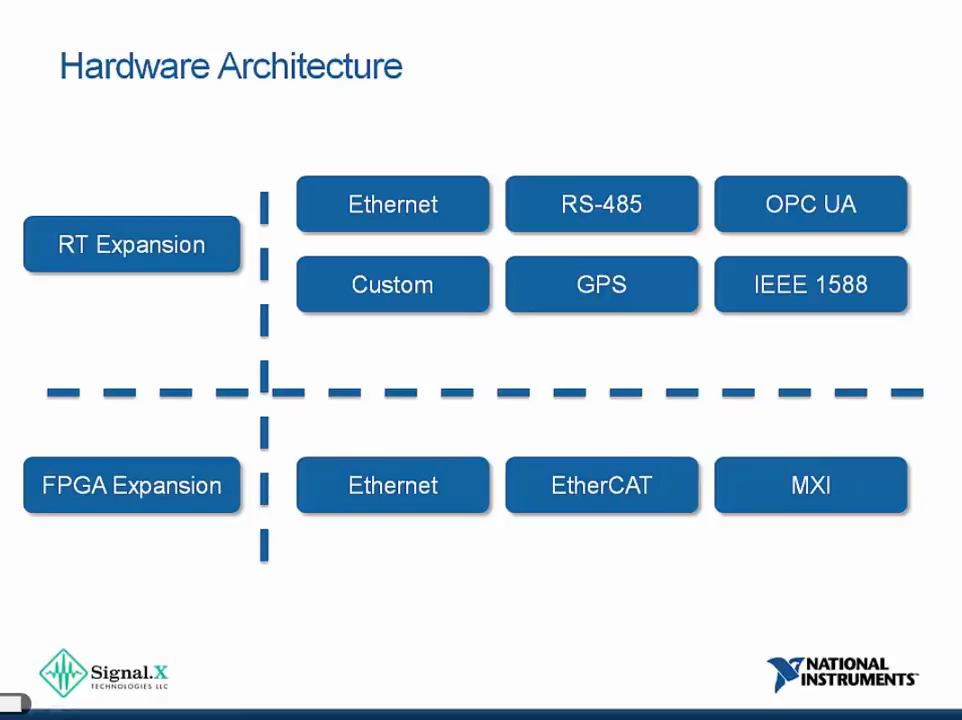 Hardware Architecture
RT Expansion
Ethernet
RS-485
OPC UA
Custom
GPS
IEEE 1588
FPGA Expansion
Ethernet
EtherCAT
MXI
Signal.X
TECHNOLOGIES LLC
NATIONAL
INSTRUMENTS™